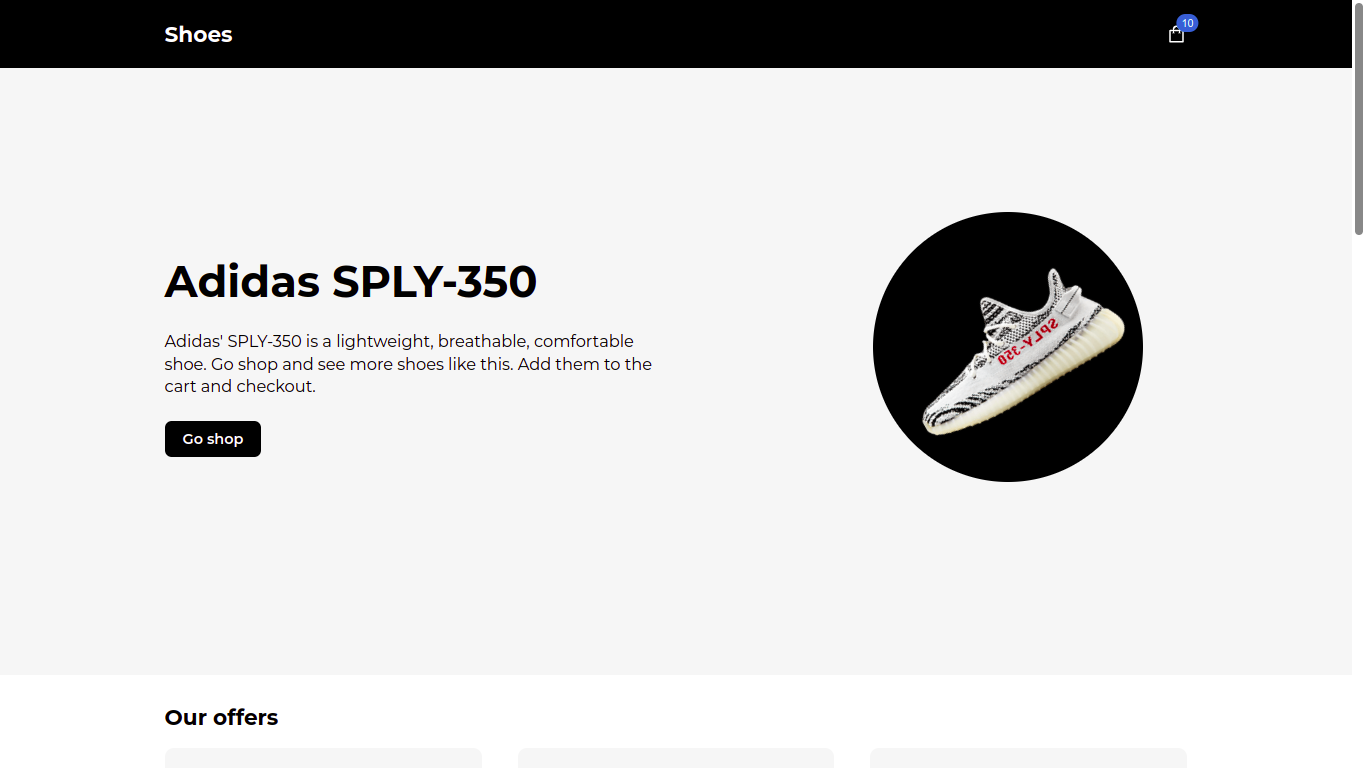 Shoes
10
Adidas SPLY-350
Adidas' SPLY-350 is a lightweight, breathable, comfortable
shoe. Go shop and see more shoes like this. Add them to the
cart and checkout.
SPLY-350
Go shop
Our offers